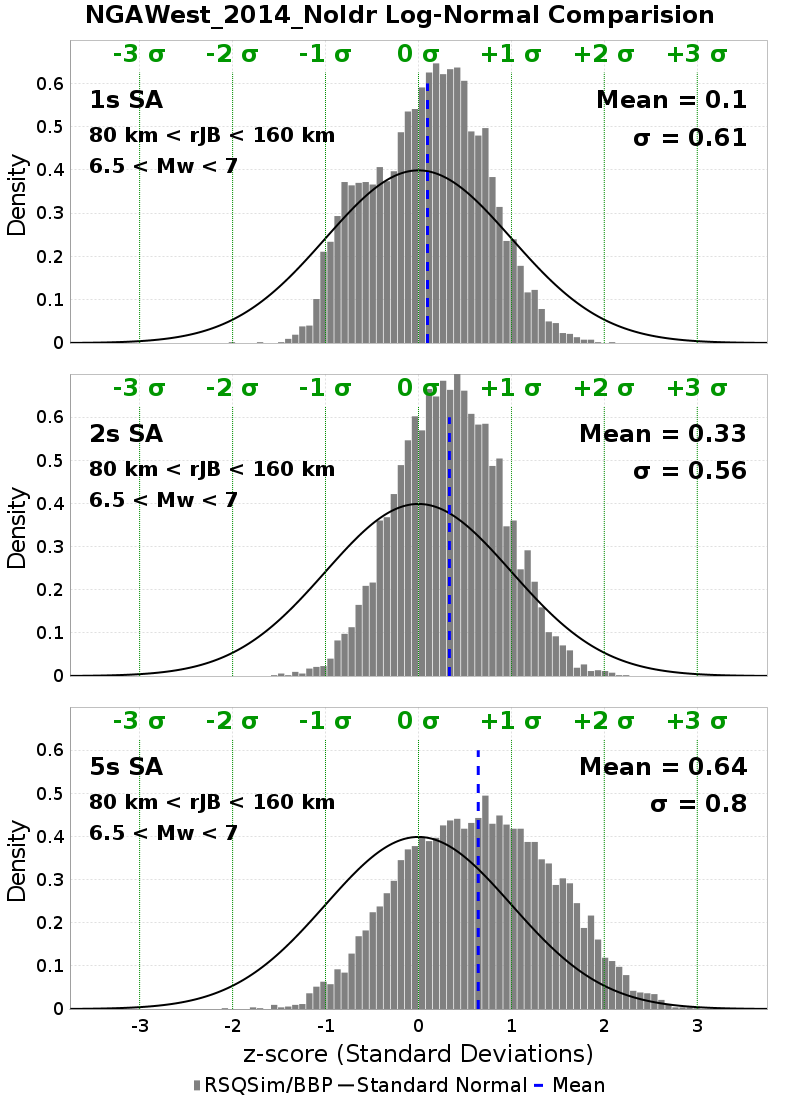 NGAWest_2014_NoIdr Log-Normal Comparision
-3 σ -2 σ -1 σ 0 σ +1 σ +2 σ +3 σ
0.6
1s SA Mean = 0.1
0.5
80 km < rJB < 160 km σ = 0.61
6.5 < Mw < 7
0.4
Density
0.3
0.2
0.1
0
-3 σ -2 σ -1 σ 0 σ +1 σ +2 σ +3 σ
0.6
2s SA Mean = 0.33
0.5
80 km < rJB < 160 km σ = 0.56
6.5 < Mw < 7
0.4
Density
0.3
0.2
0.1
0
-3 σ -2 σ -1 σ 0 σ +1 σ +2 σ +3 σ
0.6
5s SA Mean = 0.64
0.5
80 km < rJB < 160 km σ = 0.8
6.5 < Mw < 7
0.4
Density
0.3
0.2
0.1
0
-3 -2 -1 0 1 2 3
z-score (Standard Deviations)
RSQSim/BBP Standard Normal Mean